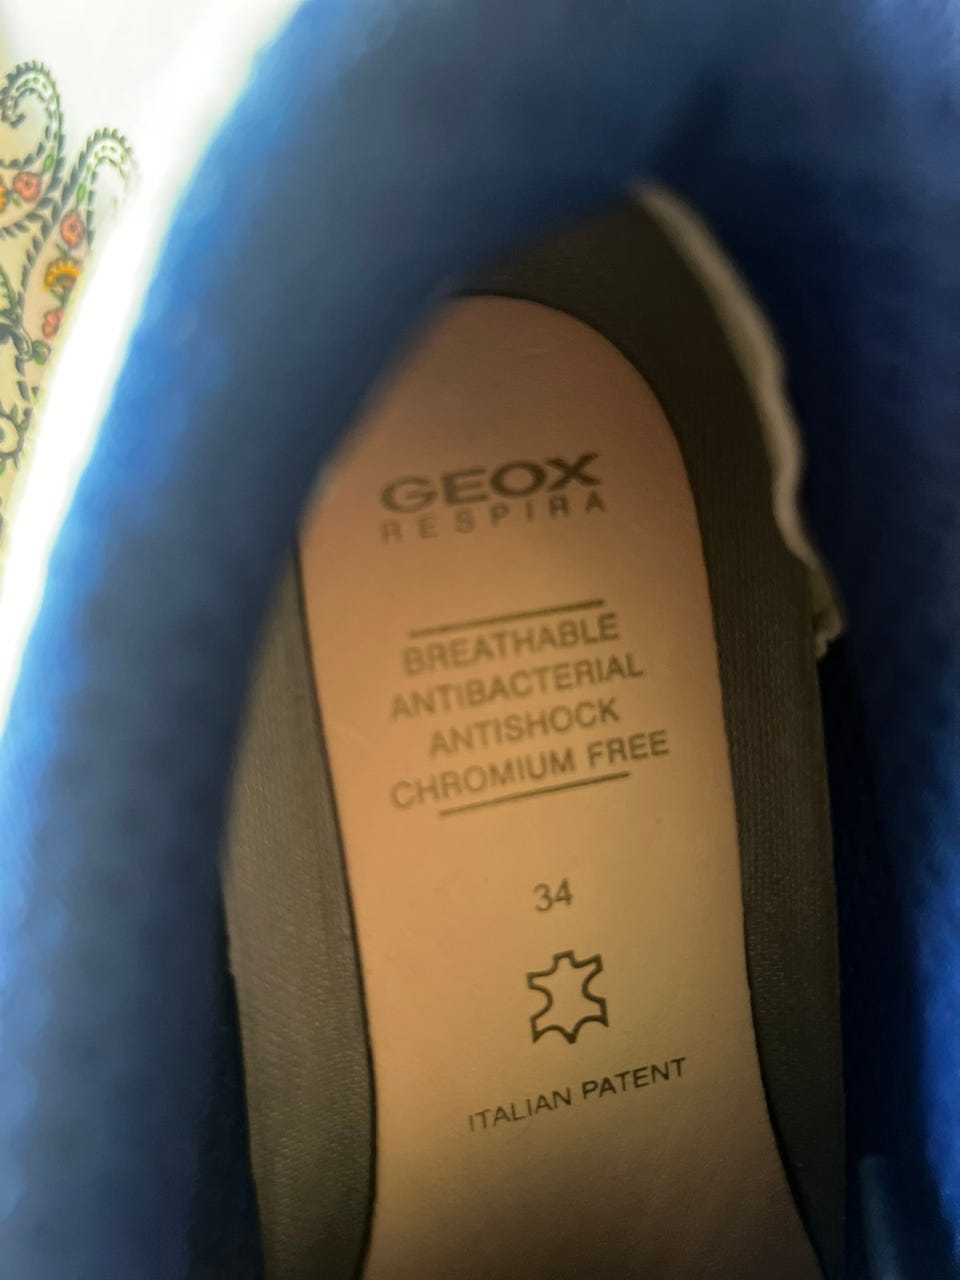 GEOX
RESPIRA
BREATHABLE
ANTIBACTERIAL
ANTISHOCK
CHROMIUM FREE
34
ITALIAN PATENT